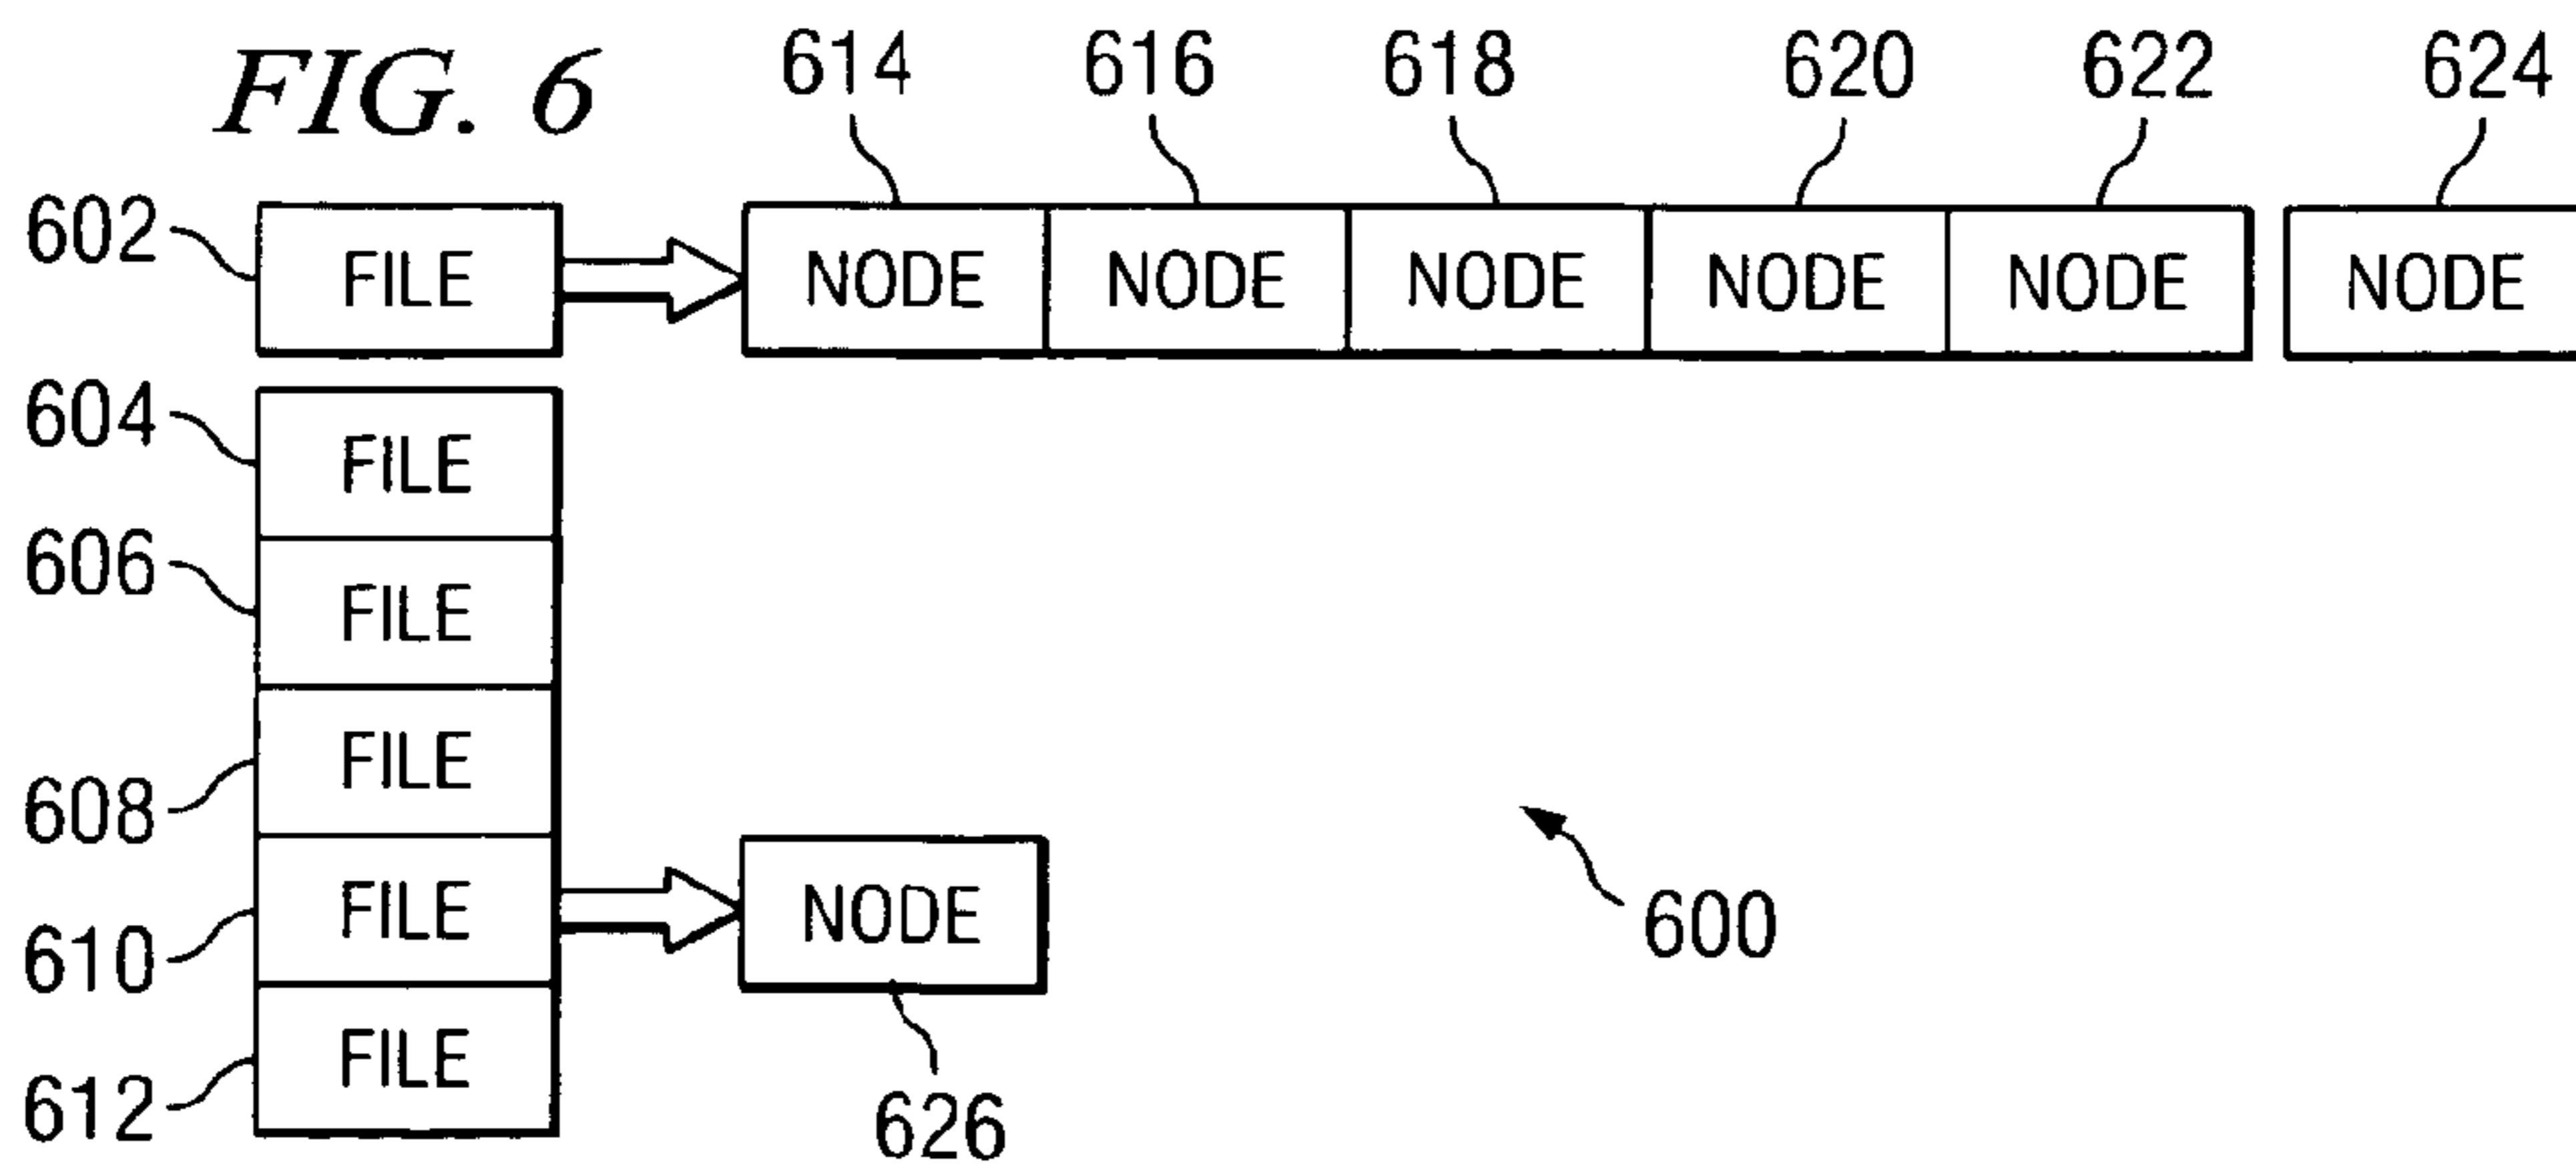 FIG. 6
614 616 618 620 622 624
602 FILE NODE NODE NODE NODE NODE NODE
604 FILE
606 FILE
608 FILE
610 FILE NODE
600
612 FILE
626